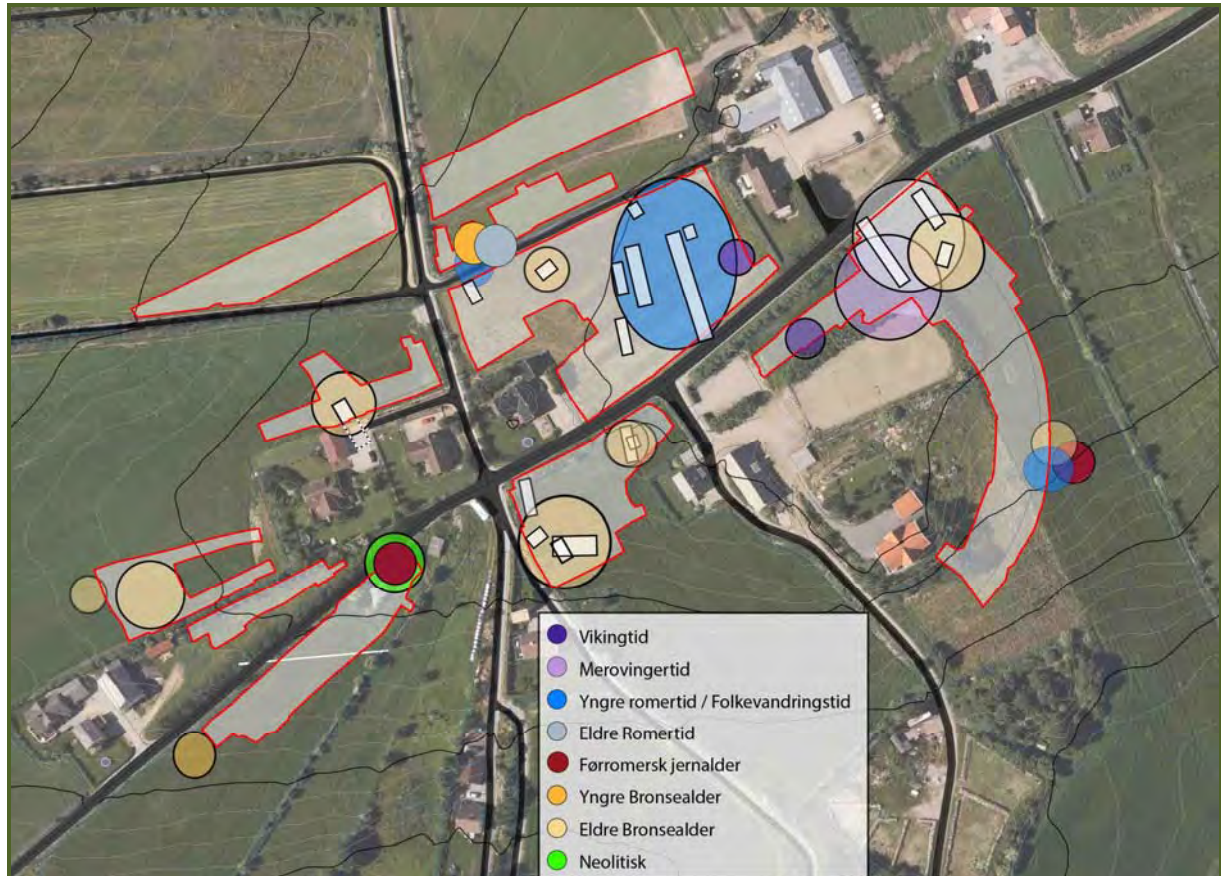 Vikingtid
Merovingertid
Yngre romertid / Folkevandringstid
Eldre Romertid
Førromersk jernalder
Yngre Bronsealder
Eldre Bronsealder
Neolitisk